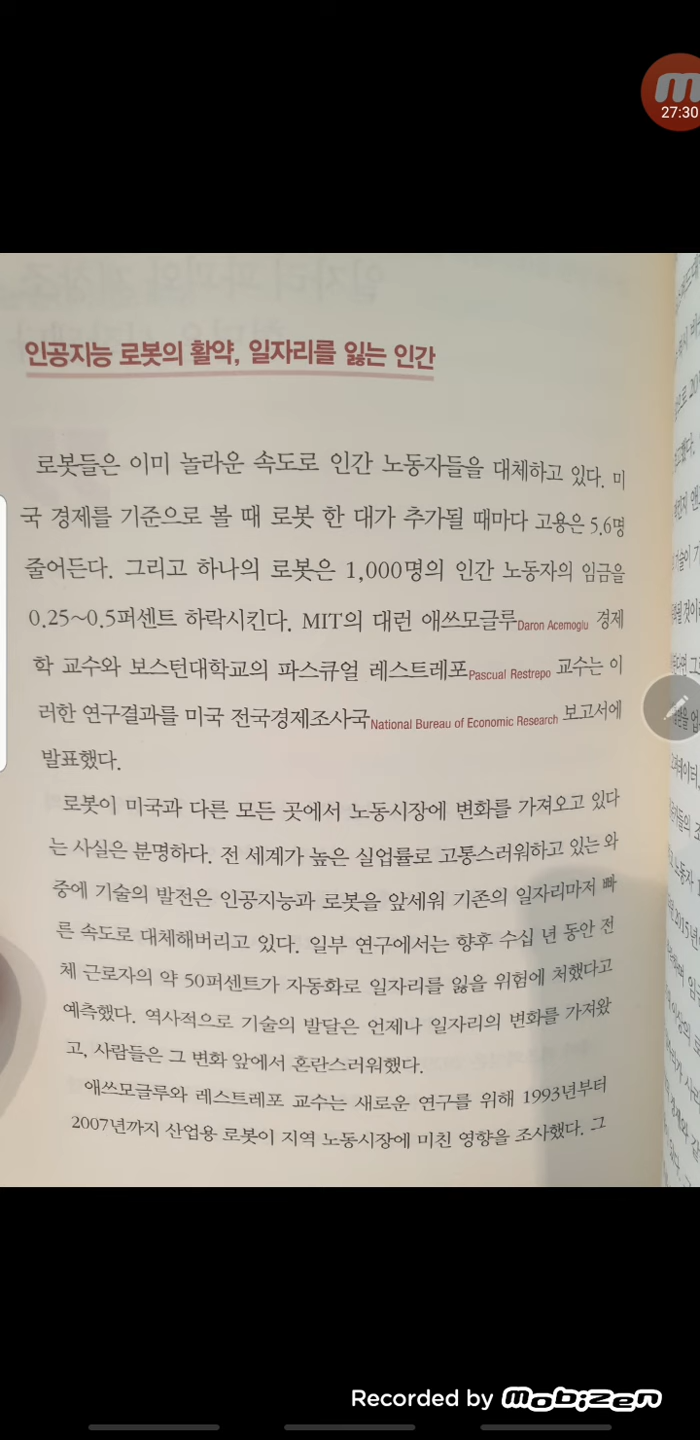 27:30
인공지능 로봇의 활약, 일자리를 잃는 인간
로봇들은 이미 놀라운 속도로 인간 노동자들을 대체하고 있다. 미
국 경제를 기준으로 볼 때 로봇 한 대가 추가될 때마다 고용은 5.6명
줄어든다. 그리고 하나의 로봇은 1,000명의 인간 노동자의 임금을
0.25~0.5퍼센트 하락시킨다. MIT의 대런 애쓰모글루Daron Acemoglu 경제
학 교수와 보스턴대학교의 파스큐얼 레스트레포Pascual Restrepo 교수는 이
러한 연구결과를 미국 전국경제조사국National Bureau of Economic Research 보고서에
발표했다.
로봇이 미국과 다른 모든 곳에서 노동시장에 변화를 가져오고 있다
는 사실은 분명하다. 전 세계가 높은 실업률로 고통스러워하고 있는 와
중에 기술의 발전은 인공지능과 로봇을 앞세워 기존의 일자리마저 빠
른 속도로 대체해버리고 있다. 일부 연구에서는 향후 수십 년 동안 전
체 근로자의 약 50퍼센트가 자동화로 일자리를 잃을 위험에 처했다고
예측했다. 역사적으로 기술의 발달은 언제나 일자리의 변화를 가져왔
고, 사람들은 그 변화 앞에서 혼란스러워했다.
애쓰모글루와 레스트레포 교수는 새로운 연구를 위해 1993년부터
2007년까지 산업용 로봇이 지역 노동시장에 미친 영향을 조사했다. 그
Recorded by mobizen